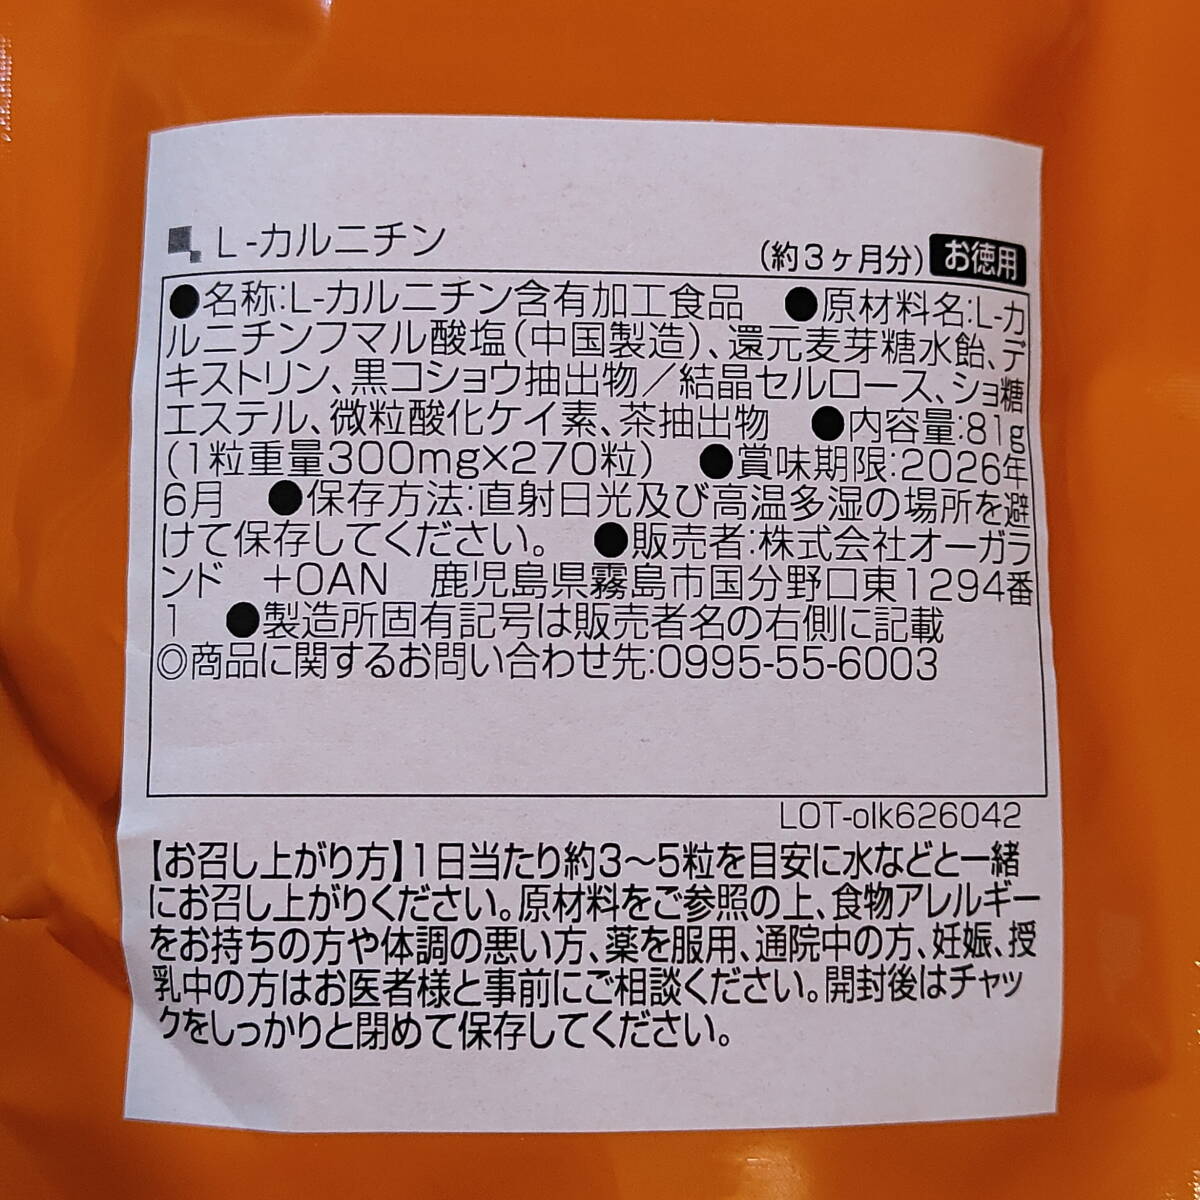 L-カルニチン
(約3ヶ月分) お徳用
●名称:L-カルニチン含有加工食品 ●原材料名:L-カ
ルニチンフマル酸塩(中国製造)、還元麦芽糖水飴、デ
キストリン、黒コショウ抽出物/結晶セルロース、ショ糖
エステル、微粒酸化ケイ素、茶抽出物 ●内容量:81g
(1粒重量300mg×270粒) ●賞味期限:2026年
6月 ●保存方法:直射日光及び高温多湿の場所を避
けて保存してください。 ●販売者:株式会社オーガラ
ンド +OAN 鹿児島県霧島市国分野口東1294番
1 ●製造所固有記号は販売者名の右側に記載
◎商品に関するお問い合わせ先:0995-55-6003
LOT-olk626042
【お召し上がり方】1日当たり約3～5粒を目安に水などと一緒
にお召し上がりください。原材料をご参照の上、食物アレルギー
をお持ちの方や体調の悪い方、薬を服用、通院中の方、妊娠、授
乳中の方はお医者様と事前にご相談ください。開封後はチャッ
クをしっかりと閉めて保存してください。